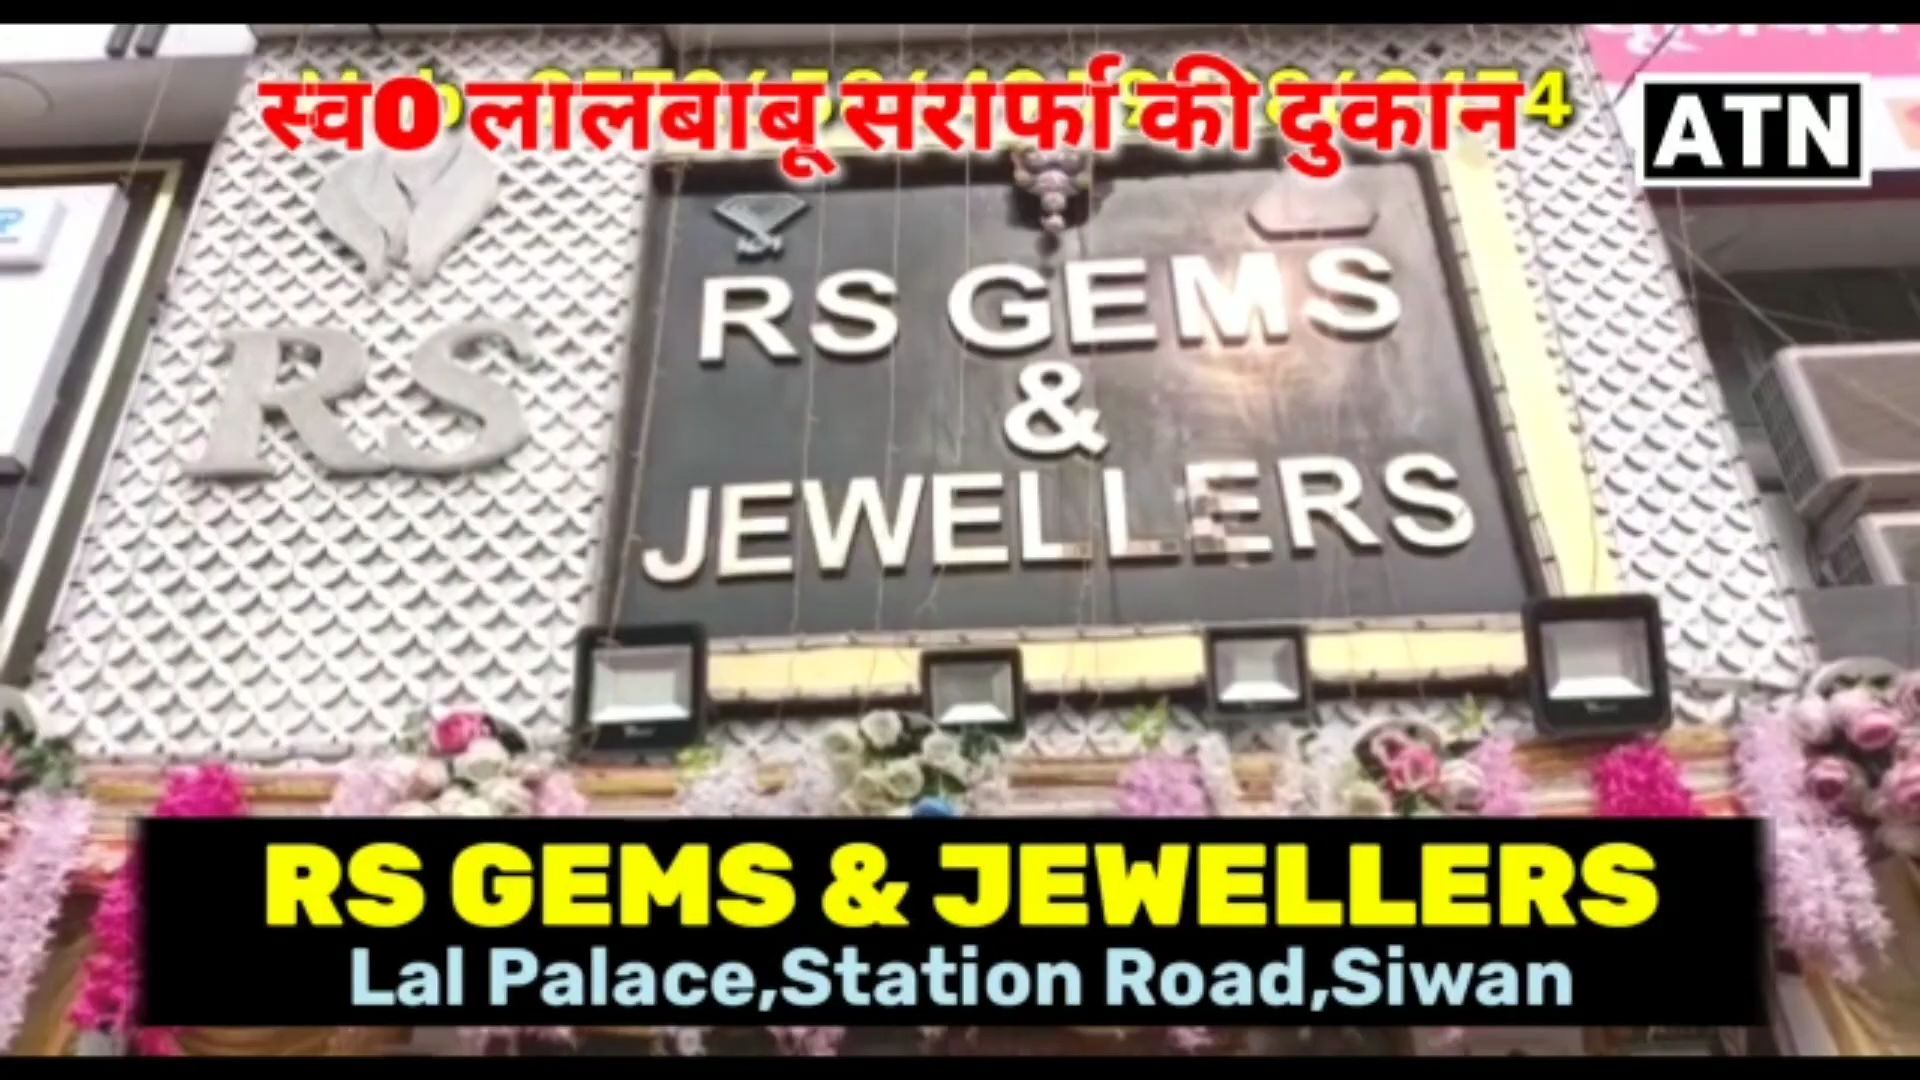 स्व0 लालबाबू सरार्फा की दुकान
ATN
RS
RS GEMS
&
JEWELLERS
RS GEMS & JEWELLERS
Lal Palace,Station Road,Siwan